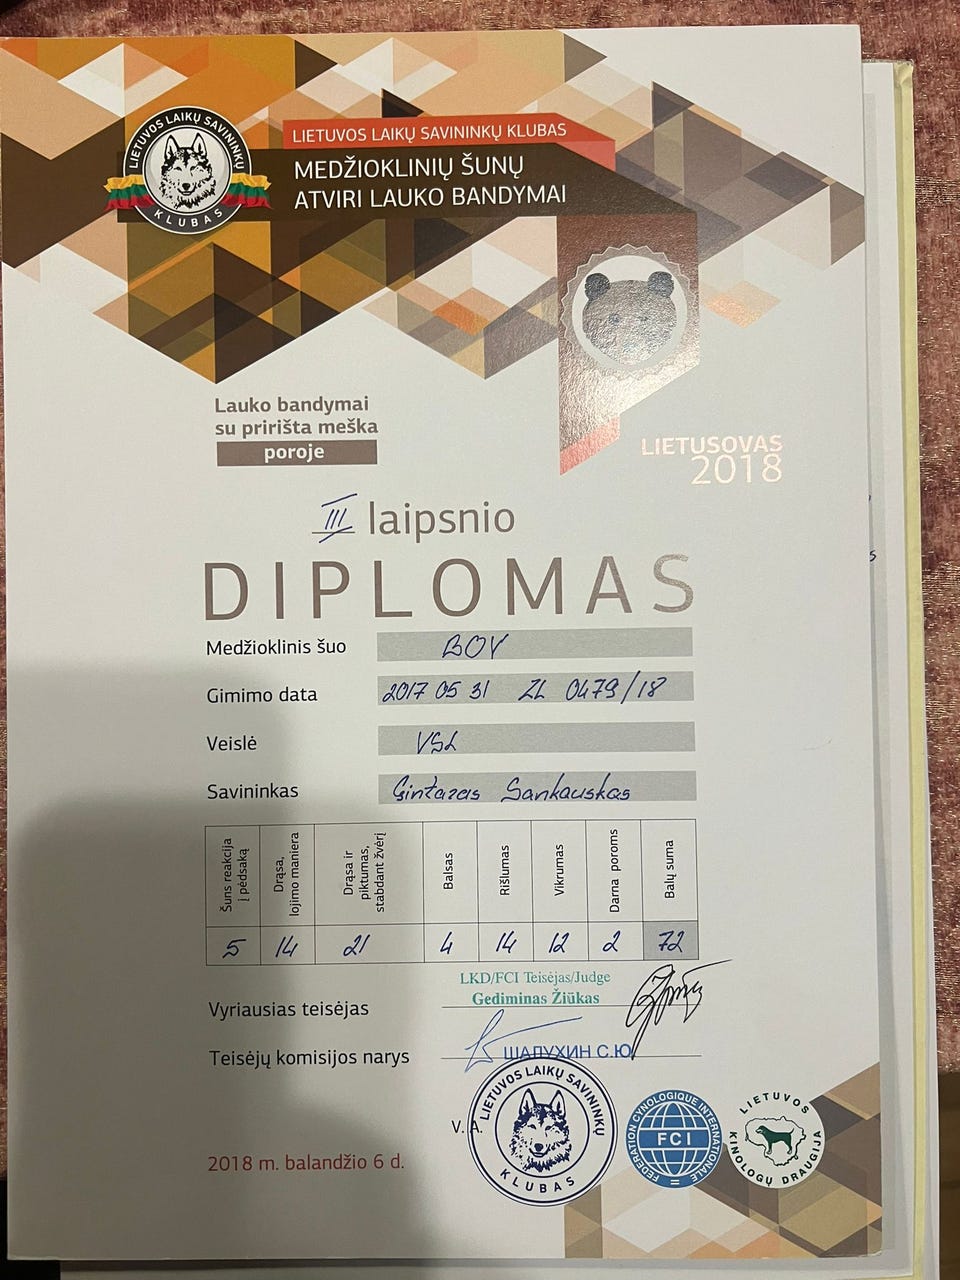 LIETUVOS LAIKŲ SAVININKŲ
KLUBAS
LIETUVOS LAIKŲ SAVININKŲ KLUBAS
MEDŽIOKLINIŲ ŠUNŲ
ATVIRI LAUKO BANDYMAI
Lauko bandymai
su pririšta meška
poroje
LIETUSOVAS
2018
III laipsnio
DIPLOMAS
Medžioklinis šuo BOY
Gimimo data 2017 05 31 ZL 0479/18
Veislė VSL
Savininkas Gintaras Sankauskas
Šuns reakcija į pėdsaką
Drąsa, lojimo maniera
Drąsa ir piktumas, stabdant žvėrį
Balsas
Rišlumas
Vikrumas
Darna poroms
Balų suma
5 14 21 4 14 12 2 72
LKD/FCI Teisėjas/Judge
Gediminas Žiūkas
Vyriausias teisėjas
Teisėjų komisijos narys ШАПУХИН С.Ю
V. A.
LIETUVOS LAIKŲ SAVININKŲ
KLUBAS
FEDERATION CYNOLOGIQUE INTERNATIONALE
FCI
LIETUVOS
KINOLOGŲ DRAUGIJA
2018 m. balandžio 6 d.